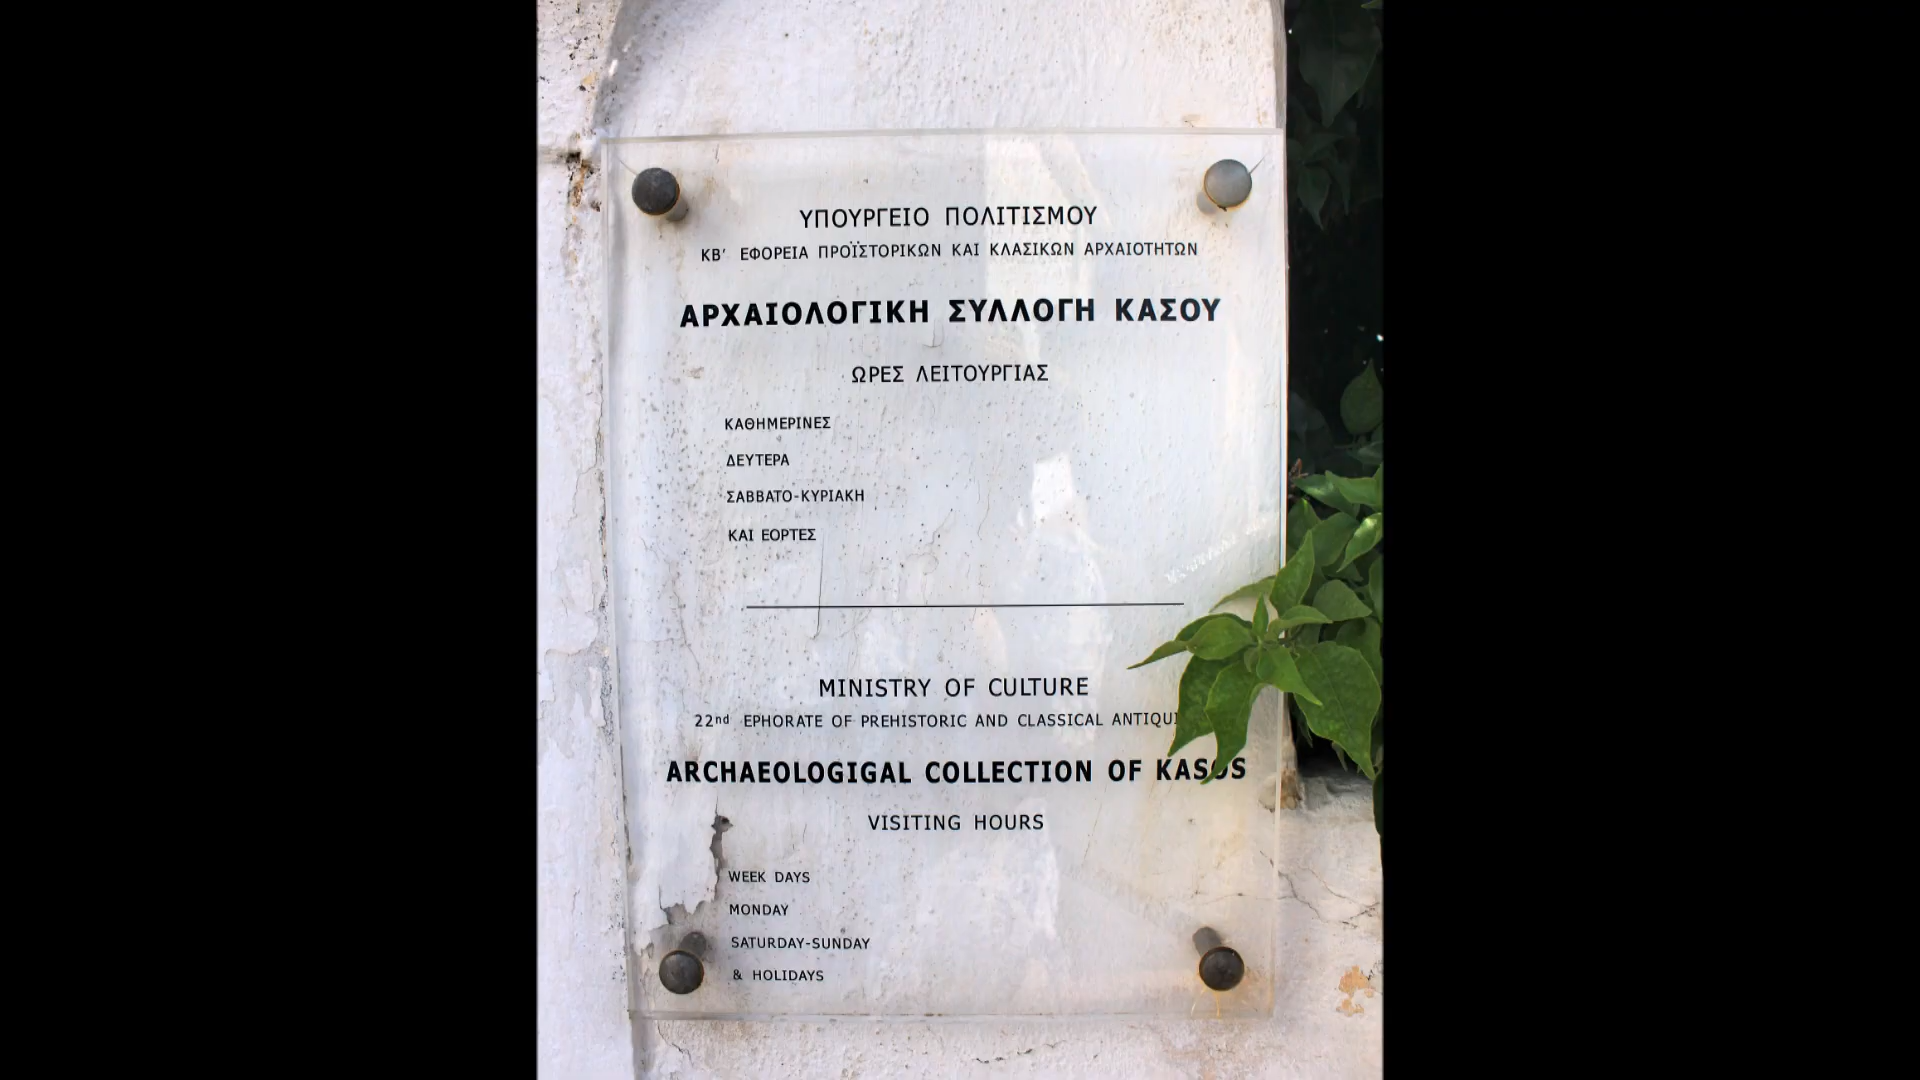 ΥΠΟΥΡΓΕΙΟ ΠΟΛΙΤΙΣΜΟΥ
ΚΒ' ΕΦΟΡΕΙΑ ΠΡΟΪΣΤΟΡΙΚΩΝ ΚΑΙ ΚΛΑΣΙΚΩΝ ΑΡΧΑΙΟΤΗΤΩΝ
ΑΡΧΑΙΟΛΟΓΙΚΗ ΣΥΛΛΟΓΗ ΚΑΣΟΥ
ΩΡΕΣ ΛΕΙΤΟΥΡΓΙΑΣ
ΚΑΘΗΜΕΡΙΝΕΣ
ΔΕΥΤΕΡΑ
ΣΑΒΒΑΤΟ-ΚΥΡΙΑΚΗ
ΚΑΙ ΕΟΡΤΕΣ
MINISTRY OF CULTURE
22nd EPHORATE OF PREHISTORIC AND CLASSICAL
ARCHAEOLOGIGAL COLLECTION OF KASOS
VISITING HOURS
WEEK DAYS
MONDAY
SATURDAY-SUNDAY
& HOLIDAYS